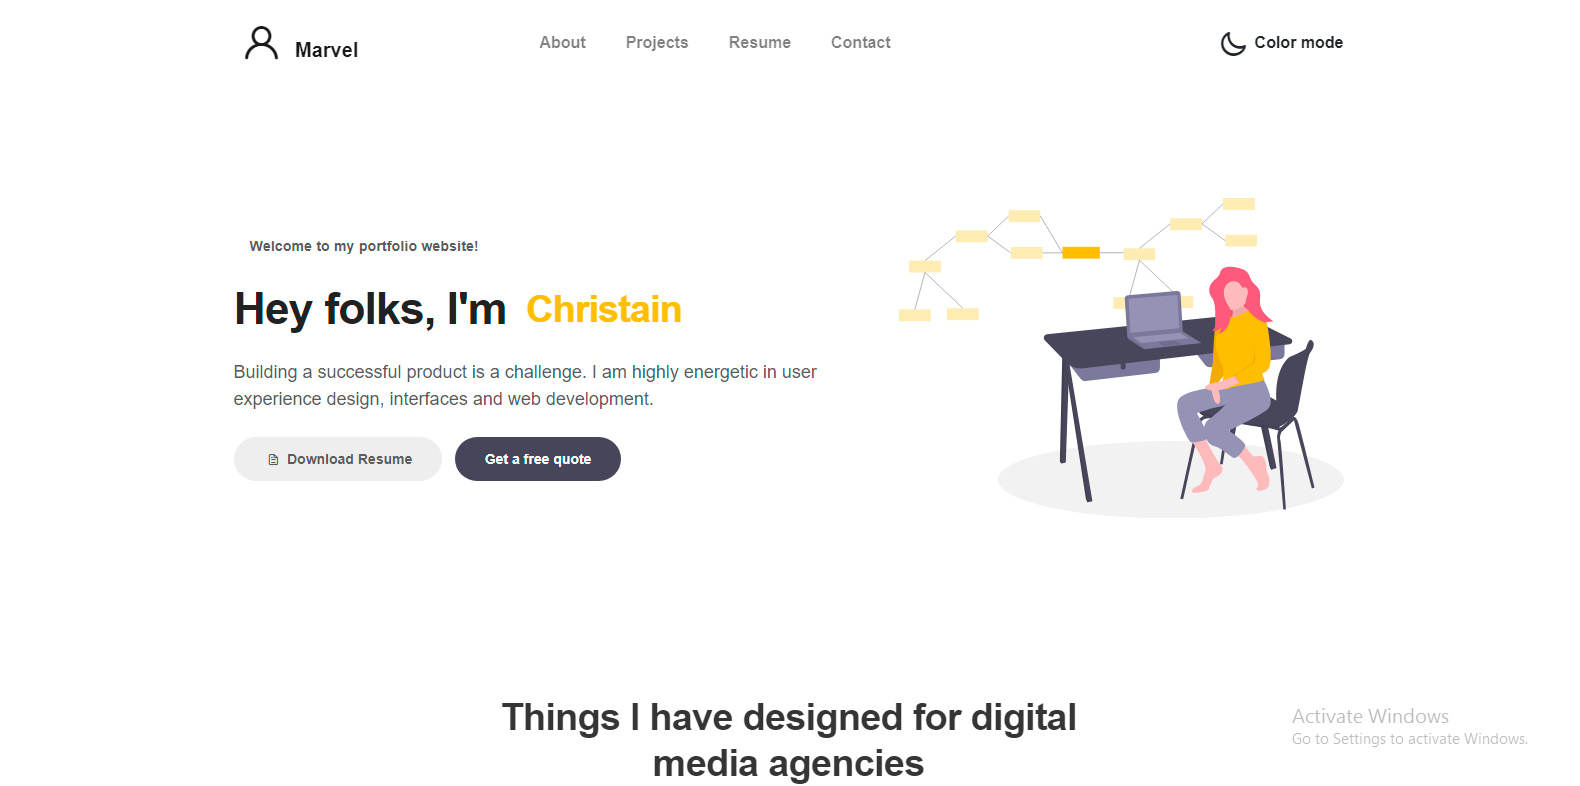 Marvel
About
Projects
Resume
Contact
Color mode
Welcome to my portfolio website!
Hey folks, I'm Christain
Building a successful product is a challenge. I am highly energetic in user
experience design, interfaces and web development.
Download Resume
Get a free quote
Things I have designed for digital
media agencies
Activate Windows
Go to Settings to activate Windows.